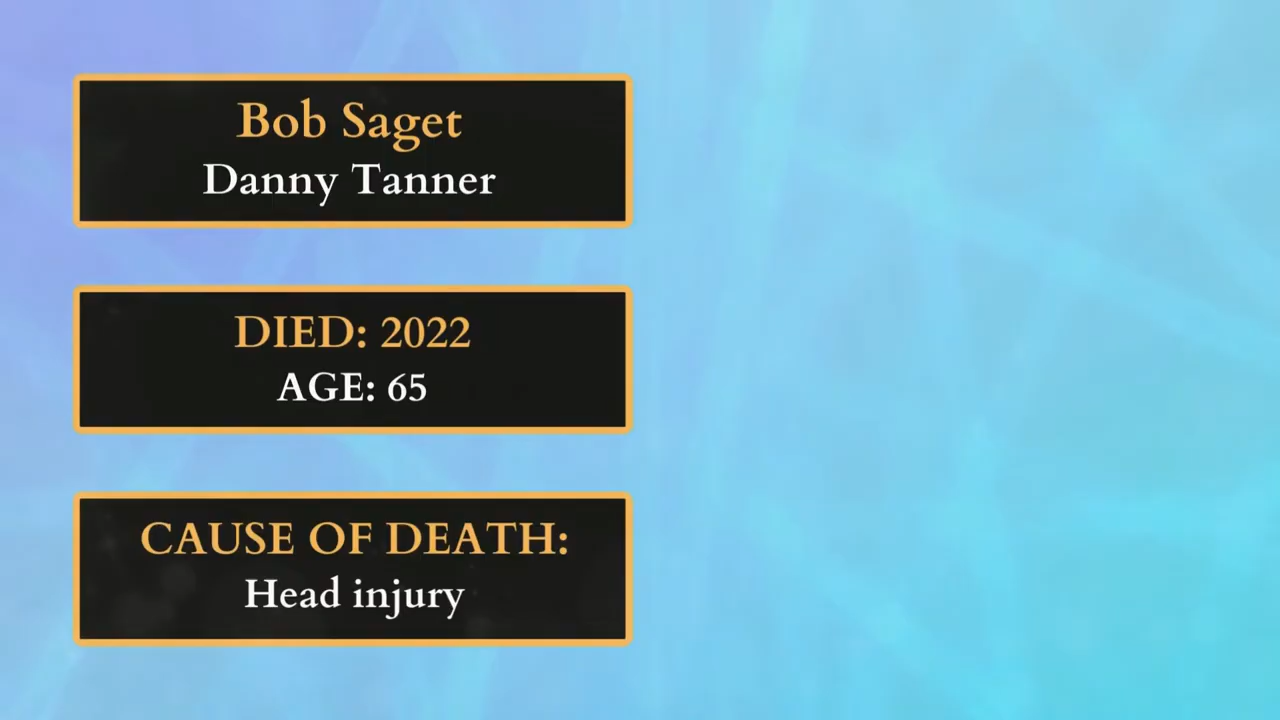 Bob Saget
Danny Tanner
DIED: 2022
AGE: 65
CAUSE OF DEATH:
Head injury